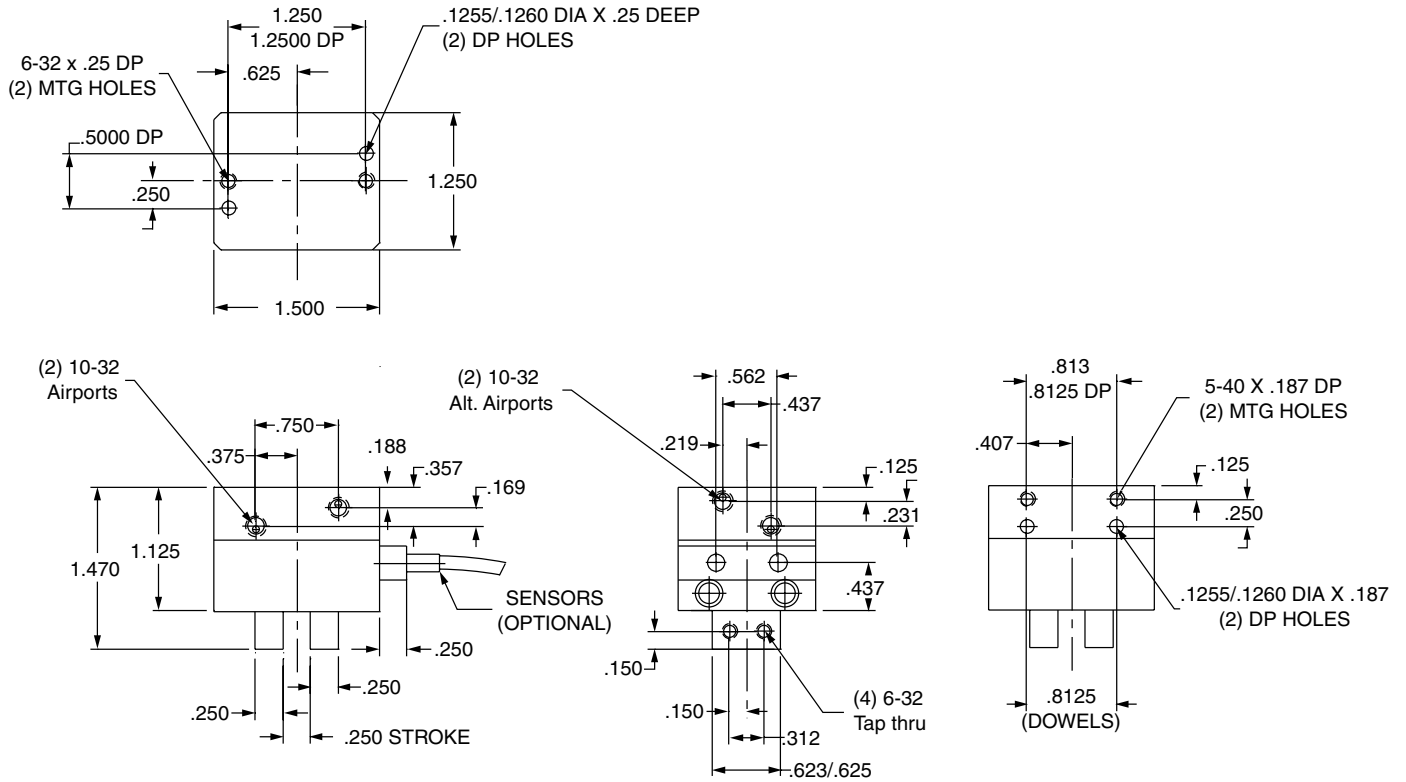 1.250
1.2500 DP
.1255/.1260 DIA X .25 DEEP
(2) DP HOLES
6-32 x .25 DP
(2) MTG HOLES
.625
.5000 DP
.250
1.250
1.500
(2) 10-32
Airports
.750
.375
.188
.357
.169
1.470
1.125
SENSORS
(OPTIONAL)
.250
.250
.250
.250 STROKE
(2) 10-32
Alt. Airports
.562
.437
.219
.125
.231
.437
.150
.150
.312
.623/.625
(4) 6-32
Tap thru
.813
.8125 DP
5-40 X .187 DP
(2) MTG HOLES
.407
.125
.250
.1255/.1260 DIA X .187
(2) DP HOLES
.8125
(DOWELS)